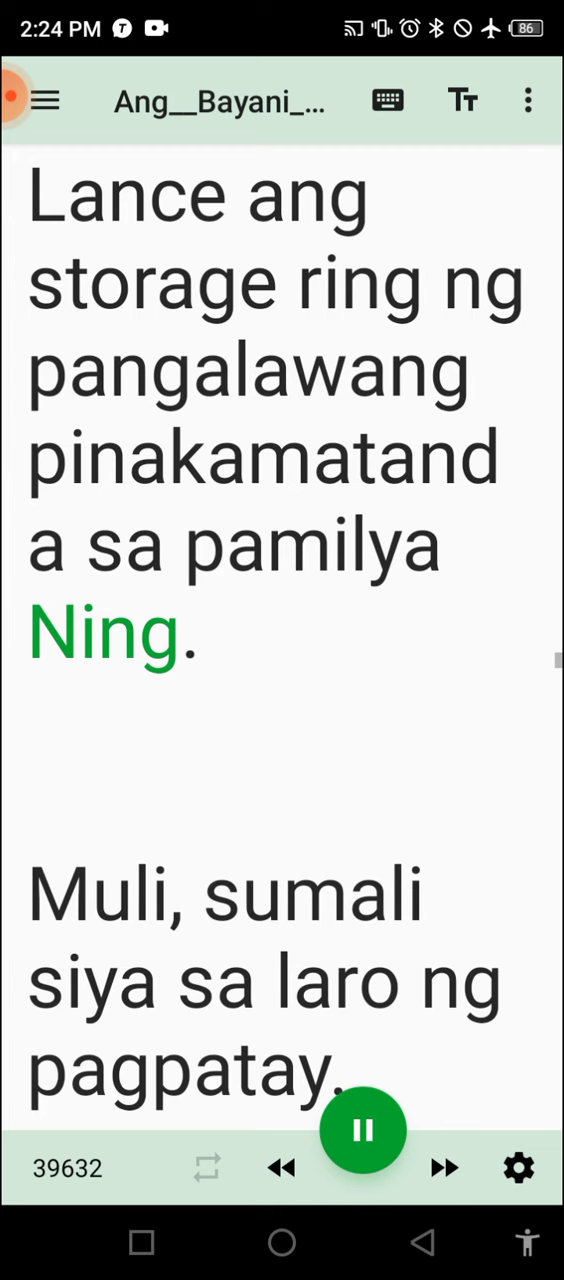 2:24 PM
86
Ang__Bayani_...
Lance ang
storage ring ng
pangalawang
pinakamatand
a sa pamilya
Ning.
Muli, sumali
siya sa laro ng
pagpatay.
39632